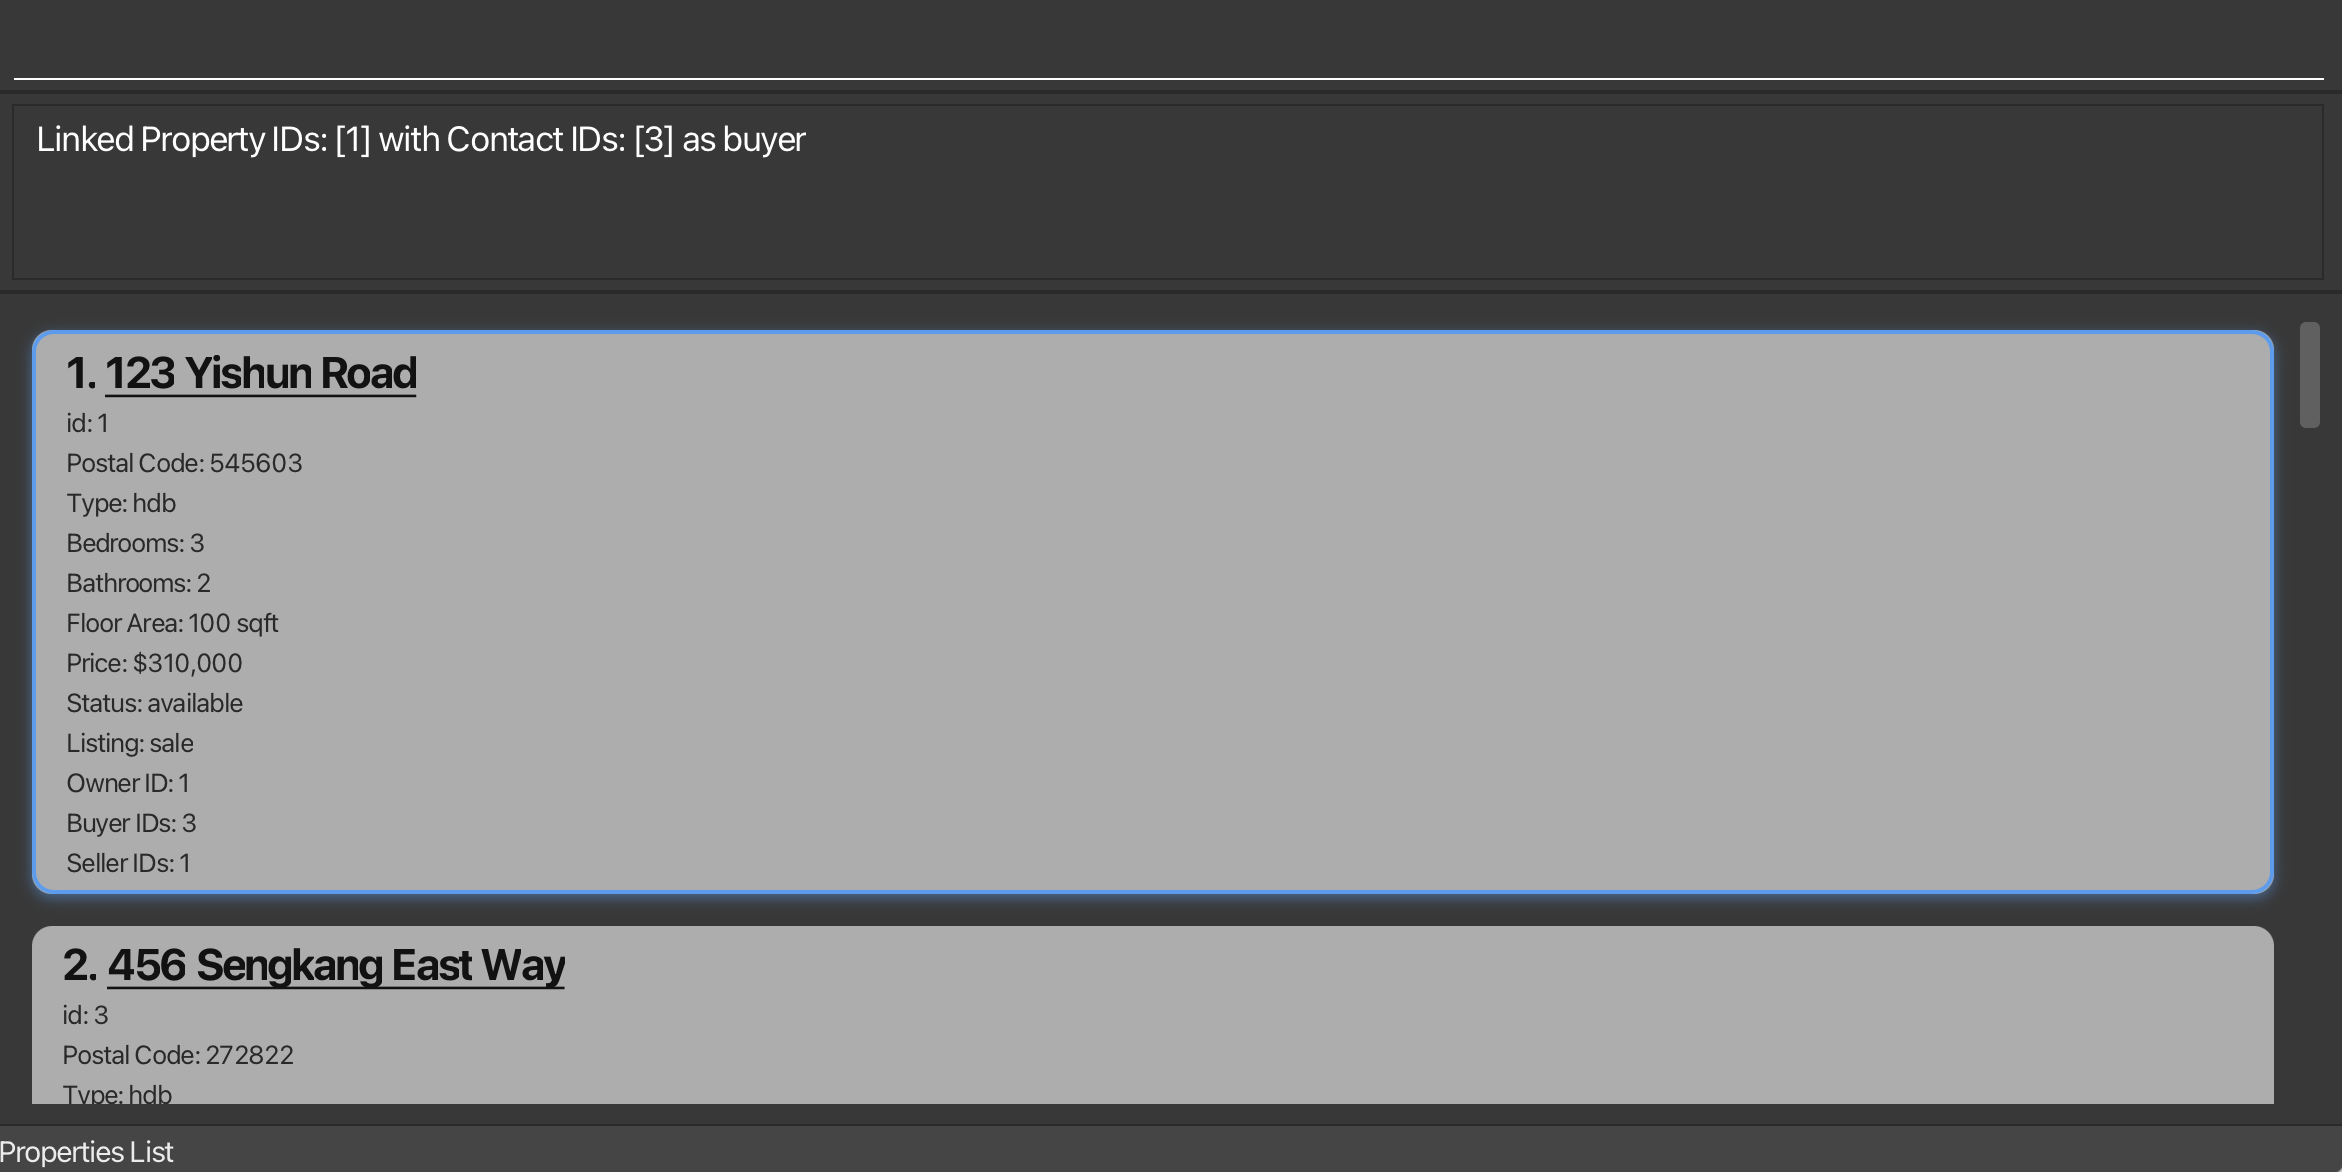 Linked Property IDs: [1] with Contact IDs: [3] as buyer
1. 123 Yishun Road
id: 1
Postal Code: 545603
Type: hdb
Bedrooms: 3
Bathrooms: 2
Floor Area: 100 sqft
Price: $310,000
Status: available
Listing: sale
Owner ID: 1
Buyer IDs: 3
Seller IDs: 1
2. 456 Sengkang East Way
id: 3
Postal Code: 272822
Type: hdb
Properties List